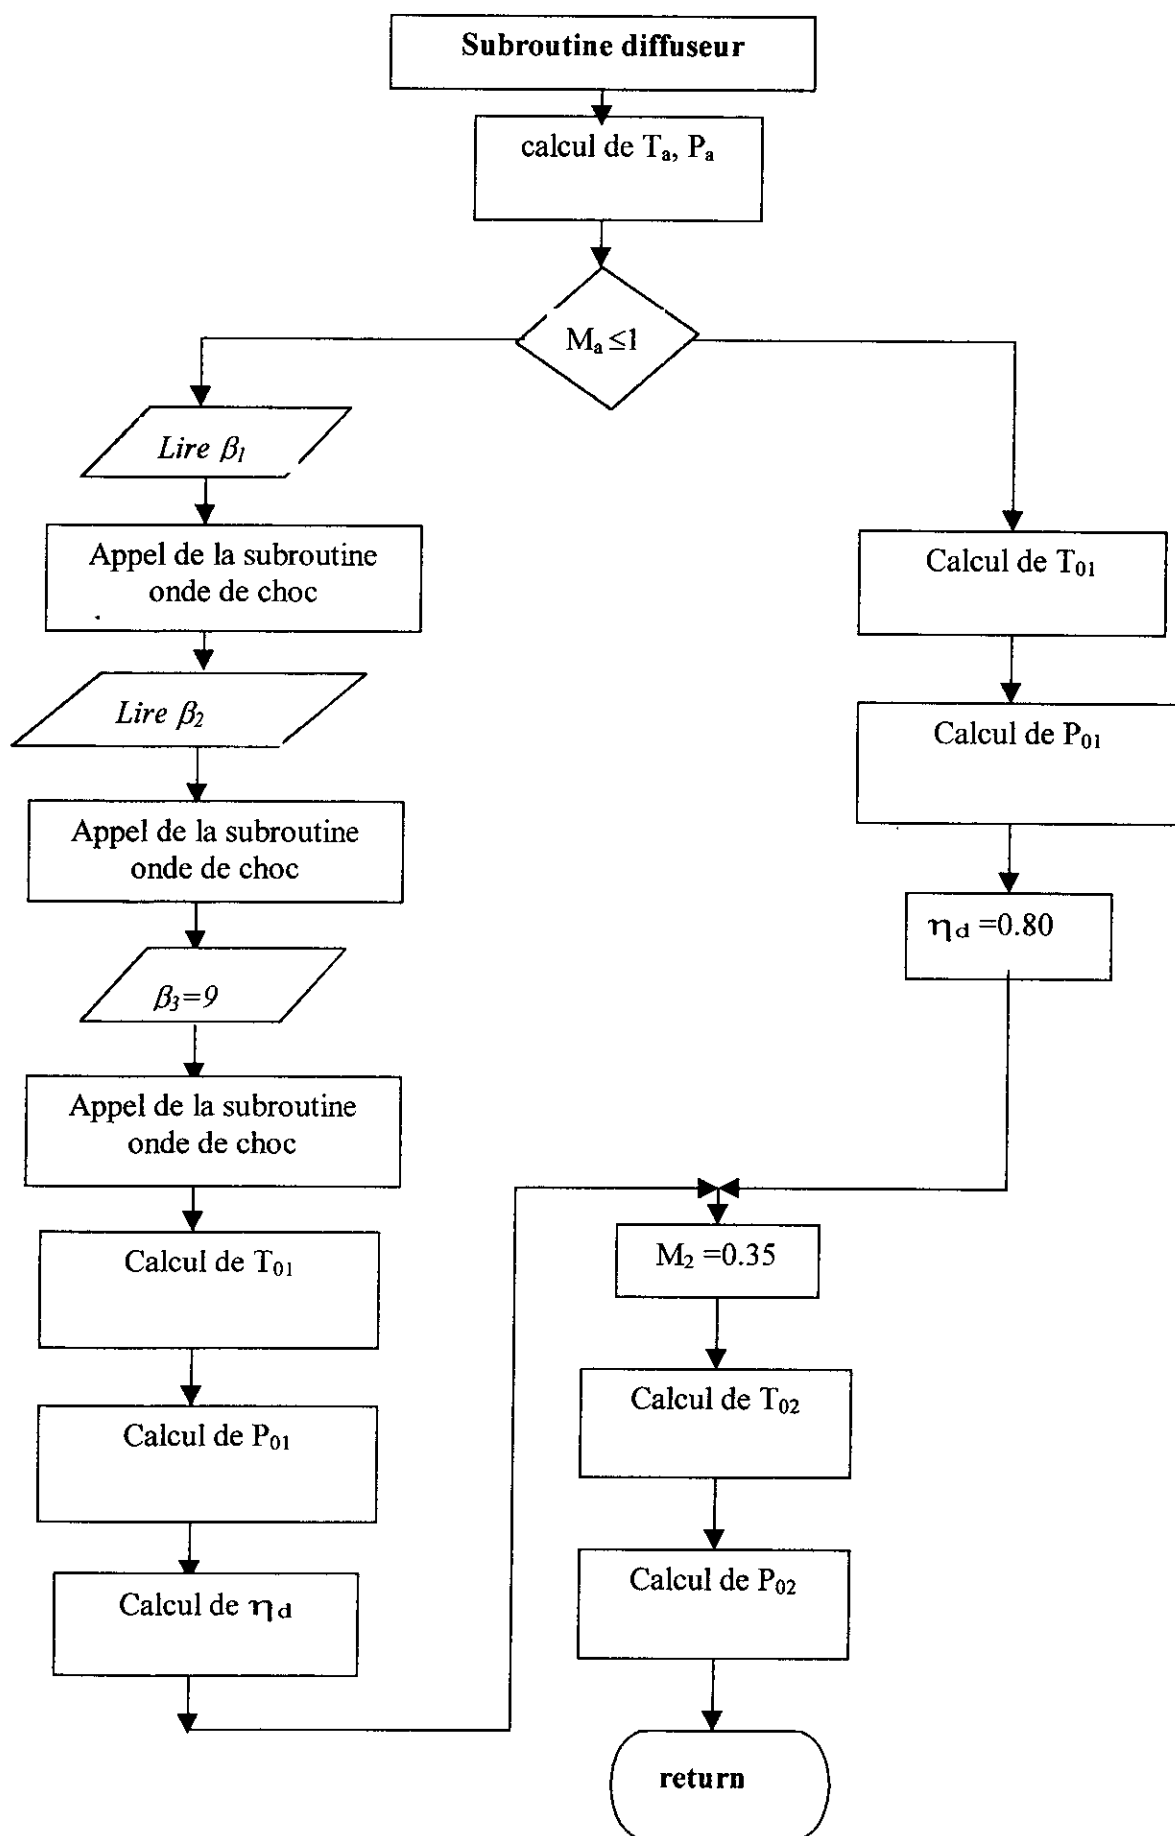 Subroutine diffuseur
calcul de Tₐ, Pₐ
Mₐ ≤1
Lire β₁
Appel de la subroutine
onde de choc
Lire β₂
Appel de la subroutine
onde de choc
β₃=9
Appel de la subroutine
onde de choc
Calcul de T₀₁
Calcul de P₀₁
Calcul de ηd
Calcul de T₀₁
Calcul de P₀₁
ηd =0.80
M₂ =0.35
Calcul de T₀₂
Calcul de P₀₂
return